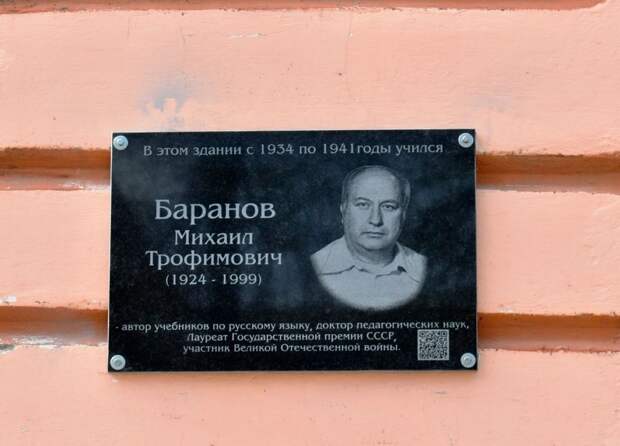 В этом здании с 1934 по 1941годы учился
Баранов
Михаил
Трофимович
(1924 - 1999)
- автор учебников по русскому языку, доктор педагогических наук,
Лауреат Государственной премии СССР,
участник Великой Отечественной войны.